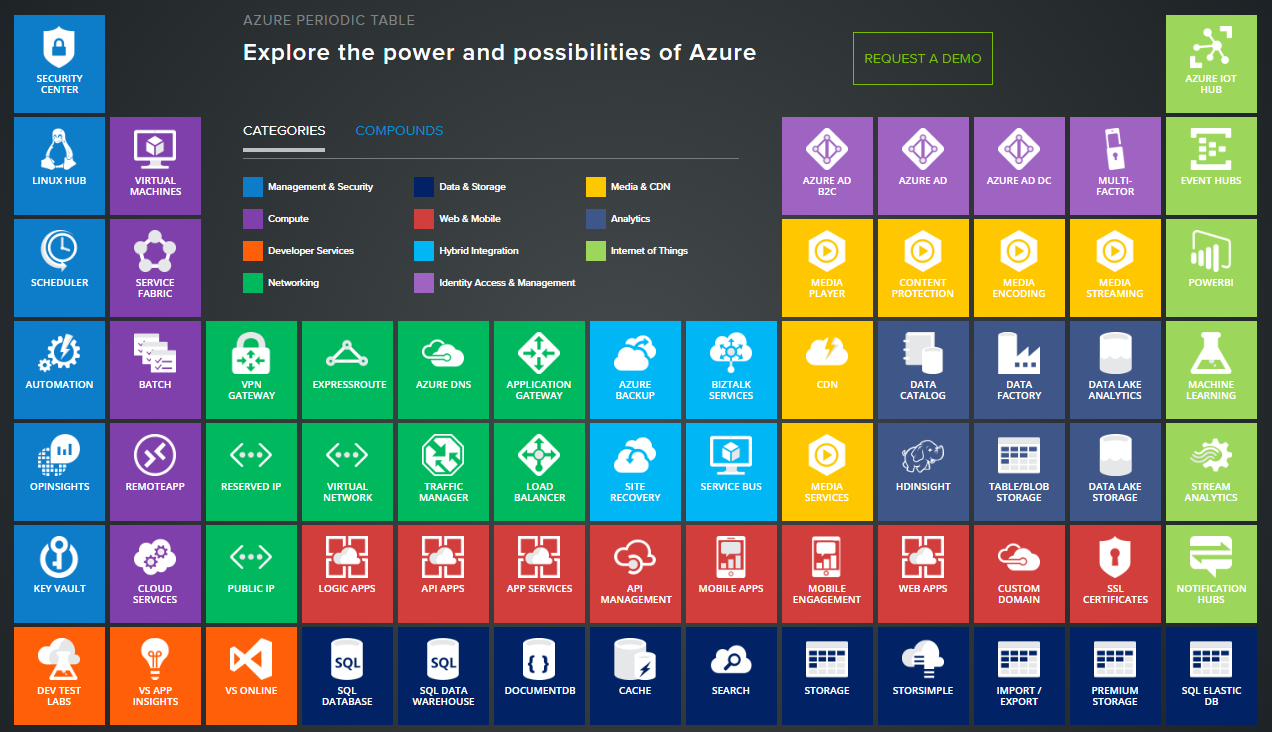 AZURE PERIODIC TABLE
Explore the power and possibilities of Azure
REQUEST A DEMO
CATEGORIES
COMPOUNDS
Management & Security
Data & Storage
Media & CDN
Compute
Web & Mobile
Analytics
Developer Services
Hybrid Integration
Internet of Things
Networking
Identity Access & Management
SECURITY
CENTER
AZURE IOT
HUB
LINUX HUB
VIRTUAL
MACHINES
AZURE AD
B2C
AZURE AD
AZURE AD DC
MULTI-
FACTOR
EVENT HUBS
SCHEDULER
SERVICE
FABRIC
MEDIA
PLAYER
CONTENT
PROTECTION
MEDIA
ENCODING
MEDIA
STREAMING
POWERBI
AUTOMATION
BATCH
VPN
GATEWAY
EXPRESSROUTE
AZURE DNS
APPLICATION
GATEWAY
AZURE
BACKUP
BIZTALK
SERVICES
CDN
DATA
CATALOG
DATA
FACTORY
DATA LAKE
ANALYTICS
MACHINE
LEARNING
OPINSIGHTS
REMOTEAPP
RESERVED IP
VIRTUAL
NETWORK
TRAFFIC
MANAGER
LOAD
BALANCER
SITE
RECOVERY
SERVICE BUS
MEDIA
SERVICES
HDINSIGHT
TABLE/BLOB
STORAGE
DATA LAKE
STORAGE
STREAM
ANALYTICS
KEY VAULT
CLOUD
SERVICES
PUBLIC IP
LOGIC APPS
API APPS
APP SERVICES
API
MANAGEMENT
MOBILE APPS
MOBILE
ENGAGEMENT
WEB APPS
CUSTOM
DOMAIN
SSL
CERTIFICATES
NOTIFICATION
HUBS
DEV TEST
LABS
VS APP
INSIGHTS
VS ONLINE
SQL
SQL
DATABASE
SQL
SQL DATA
WAREHOUSE
{ }
DOCUMENTDB
CACHE
SEARCH
STORAGE
STORSIMPLE
IMPORT /
EXPORT
PREMIUM
STORAGE
SQL ELASTIC
DB